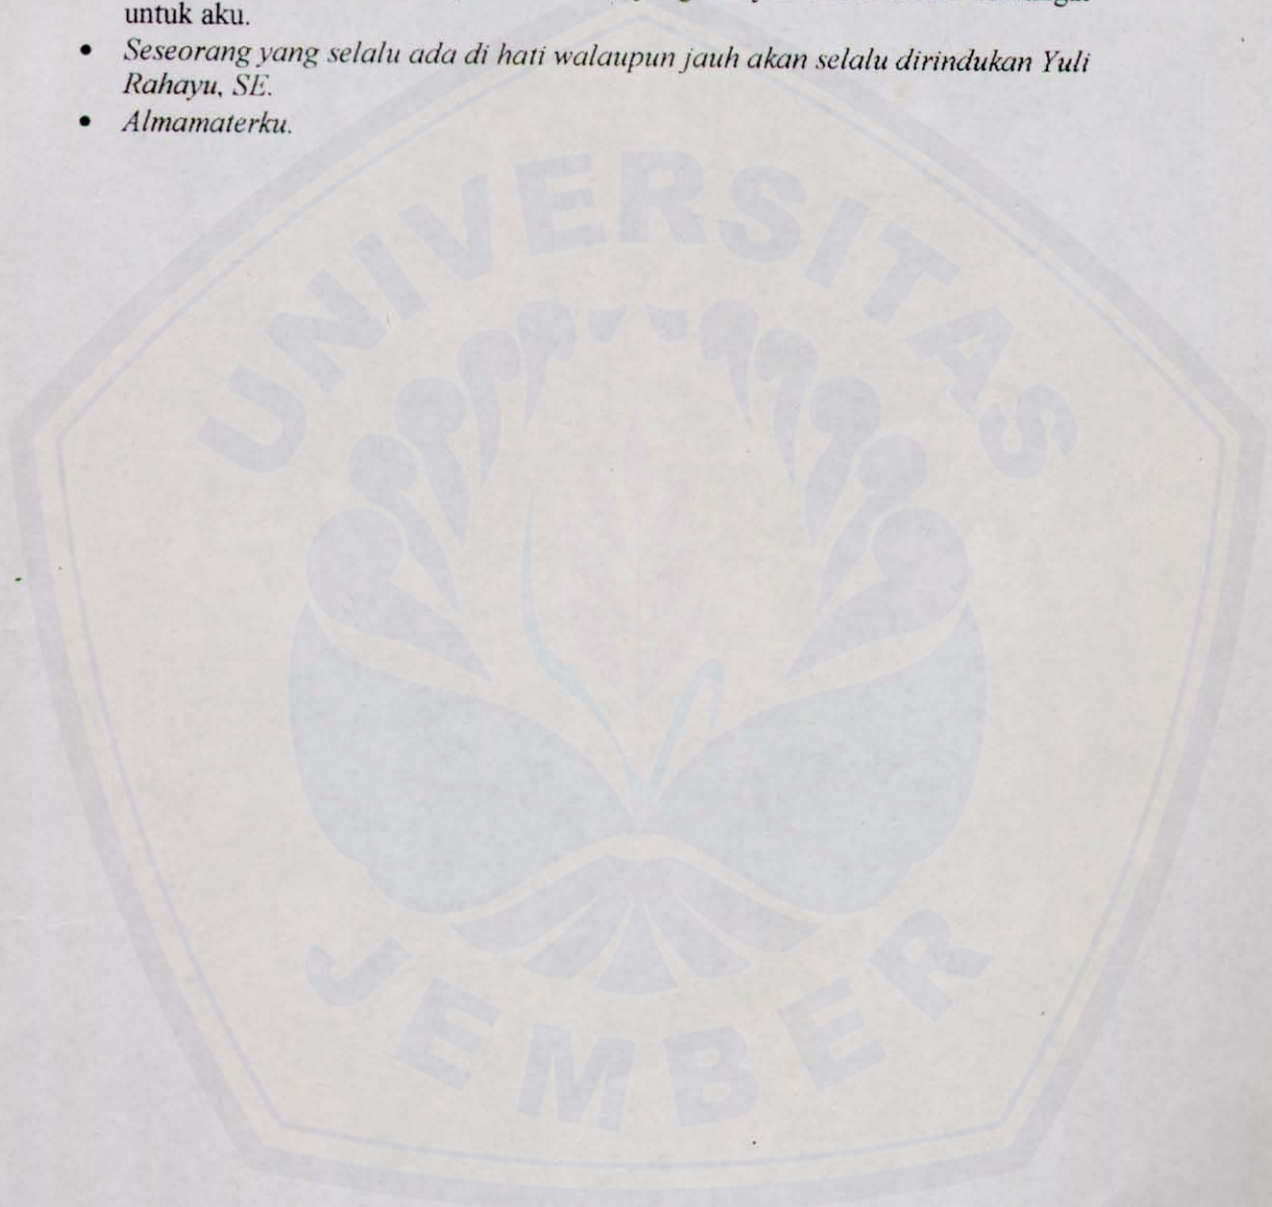 untuk aku.
• Seseorang yang selalu ada di hati walaupun jauh akan selalu dirindukan Yuli
Rahayu, SE.
• Almamaterku.
UNIVERSITAS
JEMBER